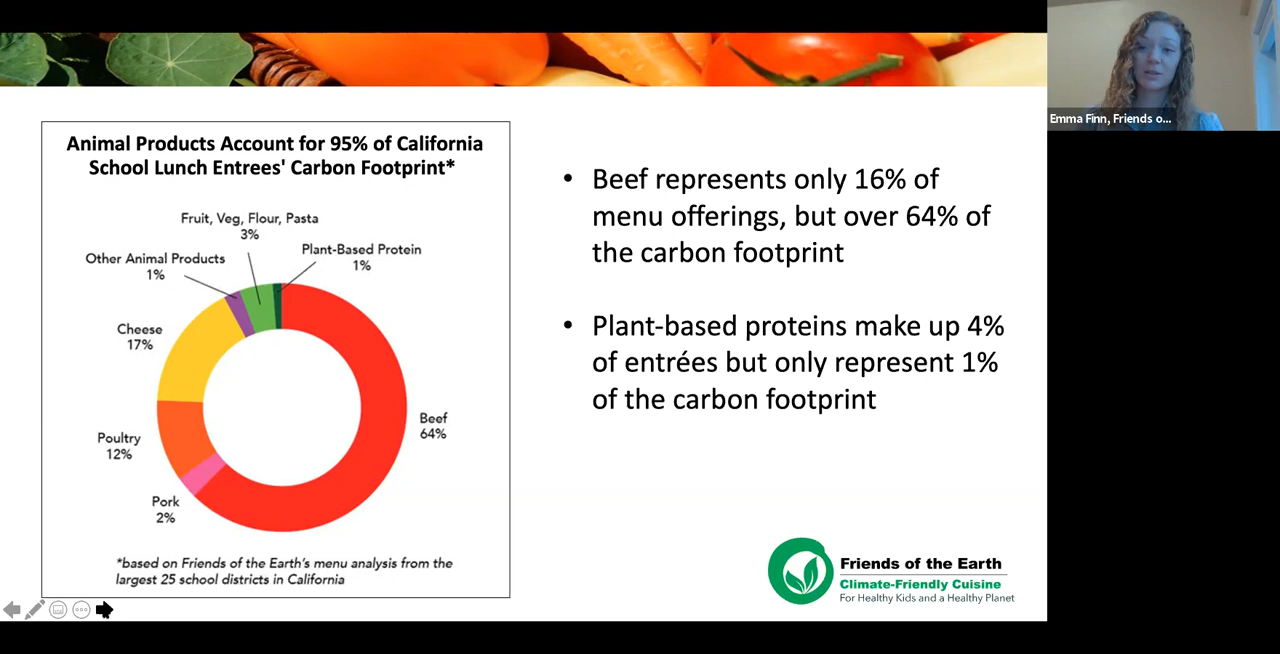 Animal Products Account for 95% of California
School Lunch Entrees' Carbon Footprint*
Fruit, Veg, Flour, Pasta
3%
Plant-Based Protein
1%
Other Animal Products
1%
Cheese
17%
Beef
64%
Poultry
12%
Pork
2%
*based on Friends of the Earth's menu analysis from the
largest 25 school districts in California
• Beef represents only 16% of
menu offerings, but over 64% of
the carbon footprint
• Plant-based proteins make up 4%
of entrées but only represent 1%
of the carbon footprint
Friends of the Earth
Climate-Friendly Cuisine
For Healthy Kids and a Healthy Planet
Emma Finn, Friends o...